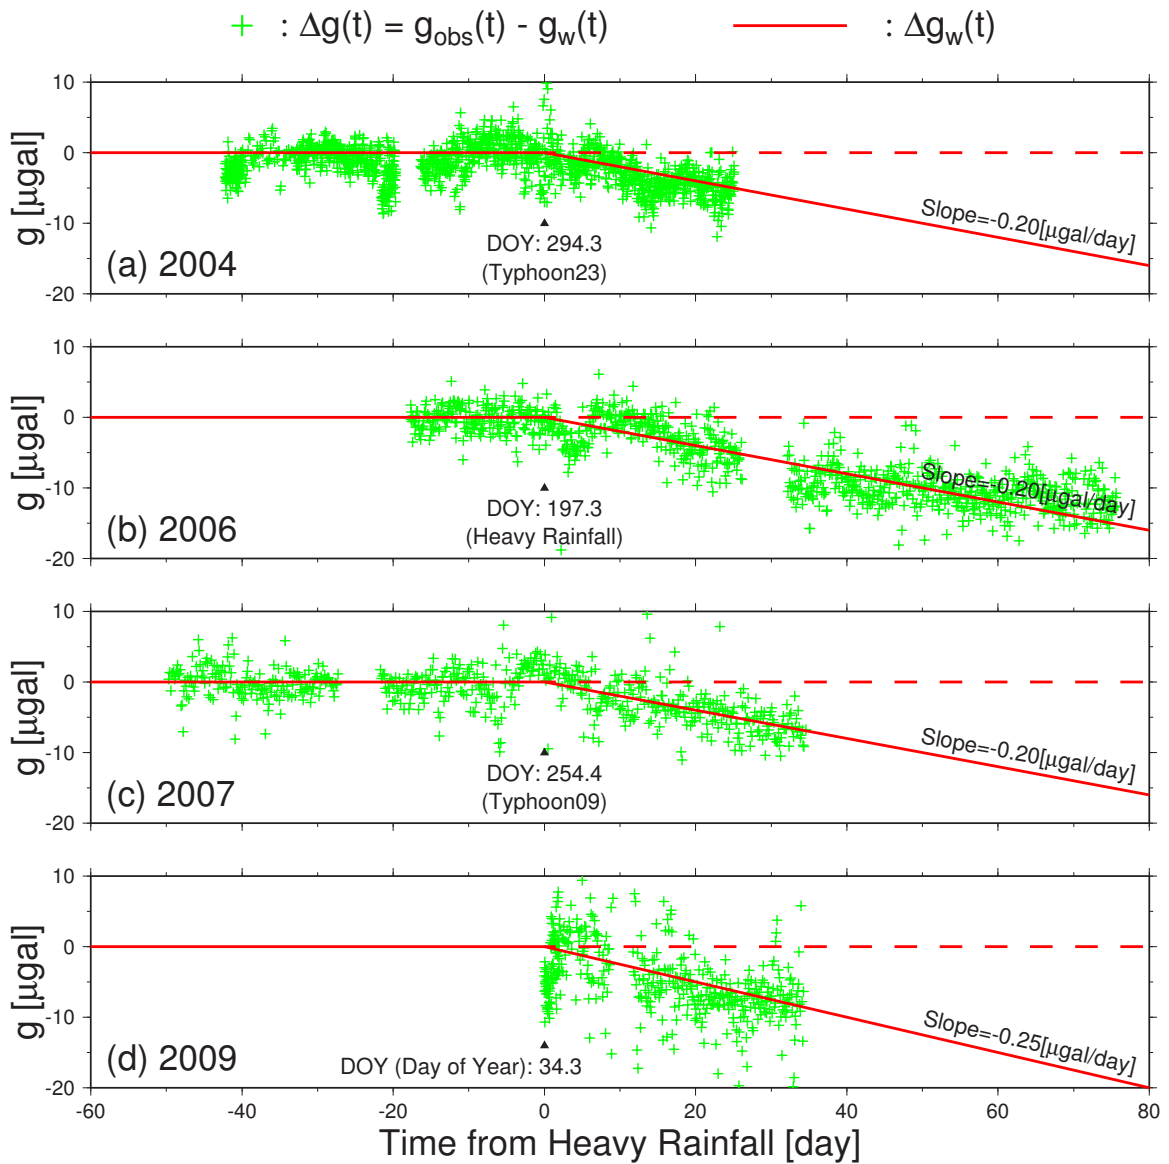 + : Δg(t) = g_obs(t) - g_w(t) : Δg_w(t)
10
0
-10
-20
g [μgal]
(a) 2004
DOY: 294.3
(Typhoon23)
Slope=-0.20[μgal/day]
10
0
-10
-20
g [μgal]
(b) 2006
DOY: 197.3
(Heavy Rainfall)
Slope=-0.20[μgal/day]
10
0
-10
-20
g [μgal]
(c) 2007
DOY: 254.4
(Typhoon09)
Slope=-0.20[μgal/day]
10
0
-10
-20
g [μgal]
(d) 2009
DOY (Day of Year): 34.3
Slope=-0.25[μgal/day]
-60 -40 -20 0 20 40 60 80
Time from Heavy Rainfall [day]